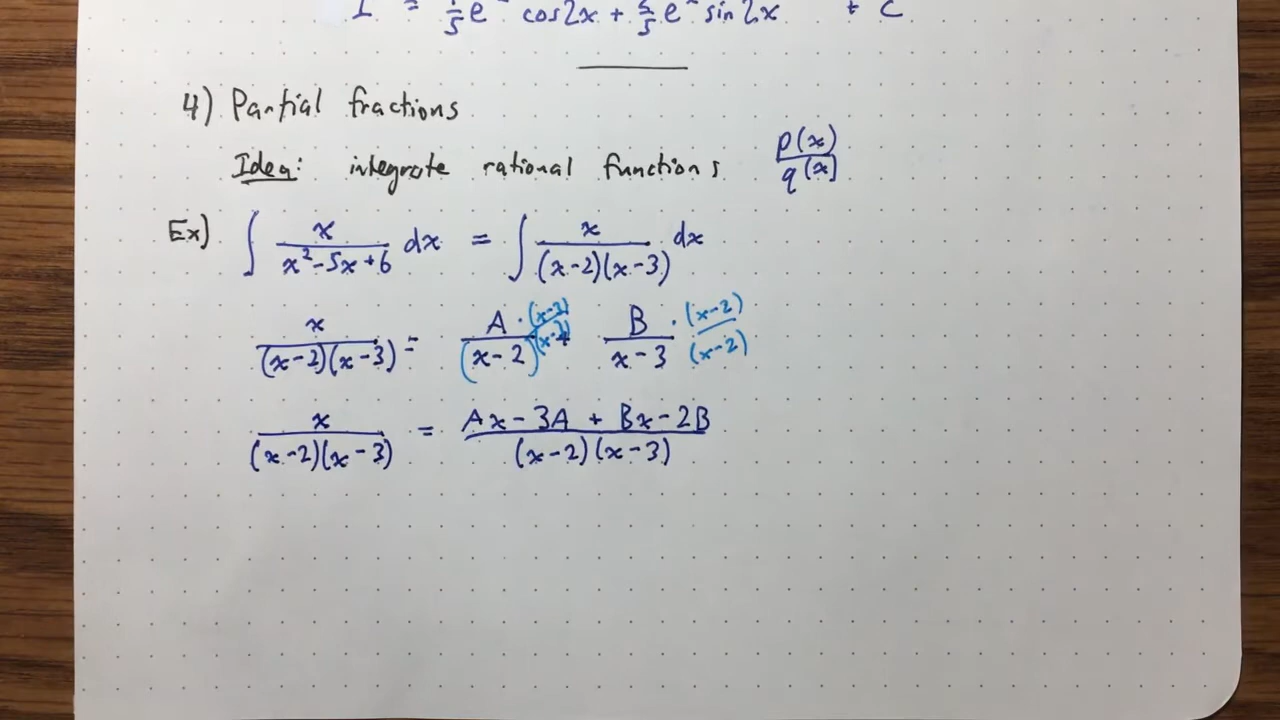 I = 1/5 e cos2x + 2/5 e sin2x + C
4) Partial fractions
Idea: integrate rational functions p(x)/q(x)
Ex) ∫ x/(x²-5x+6) dx = ∫ x/((x-2)(x-3)) dx
x/((x-2)(x-3)) = A/(x-2) · (x-3)/(x-3) + B/(x-3) · (x-2)/(x-2)
x/((x-2)(x-3)) = (Ax-3A + Bx-2B)/((x-2)(x-3))